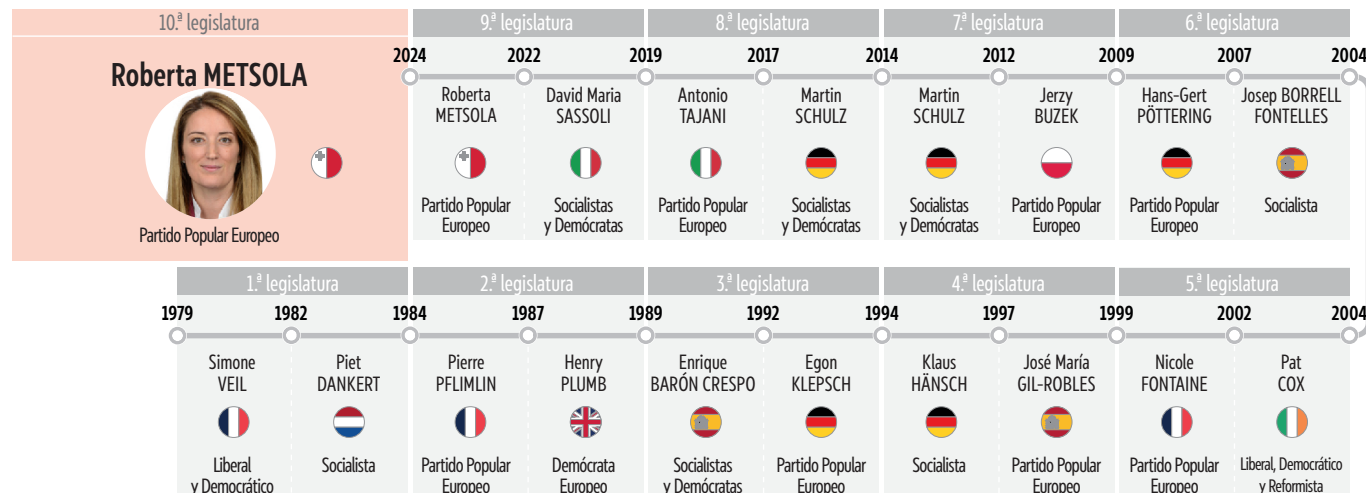 10.ª legislatura
Roberta METSOLA
Partido Popular Europeo
9.ª legislatura
8.ª legislatura
7.ª legislatura
6.ª legislatura
2024
2022
2019
2017
2014
2012
2009
2007
2004
Roberta
METSOLA
Partido Popular
Europeo
David Maria
SASSOLI
Socialistas
y Demócratas
Antonio
TAJANI
Partido Popular
Europeo
Martin
SCHULZ
Socialistas
y Demócratas
Martin
SCHULZ
Socialistas
y Demócratas
Jerzy
BUZEK
Partido Popular
Europeo
Hans-Gert
PÖTTERING
Partido Popular
Europeo
Josep BORRELL
FONTELLES
Socialista
1.ª legislatura
2.ª legislatura
3.ª legislatura
4.ª legislatura
5.ª legislatura
1979
1982
1984
1987
1989
1992
1994
1997
1999
2002
2004
Simone
VEIL
Liberal
y Democrático
Piet
DANKERT
Socialista
Pierre
PFLIMLIN
Partido Popular
Europeo
Henry
PLUMB
Demócrata
Europeo
Enrique
BARÓN CRESPO
Socialistas
y Demócratas
Egon
KLEPSCH
Partido Popular
Europeo
Klaus
HÄNSCH
Socialista
José María
GIL-ROBLES
Partido Popular
Europeo
Nicole
FONTAINE
Partido Popular
Europeo
Pat
COX
Liberal, Democrático
y Reformista